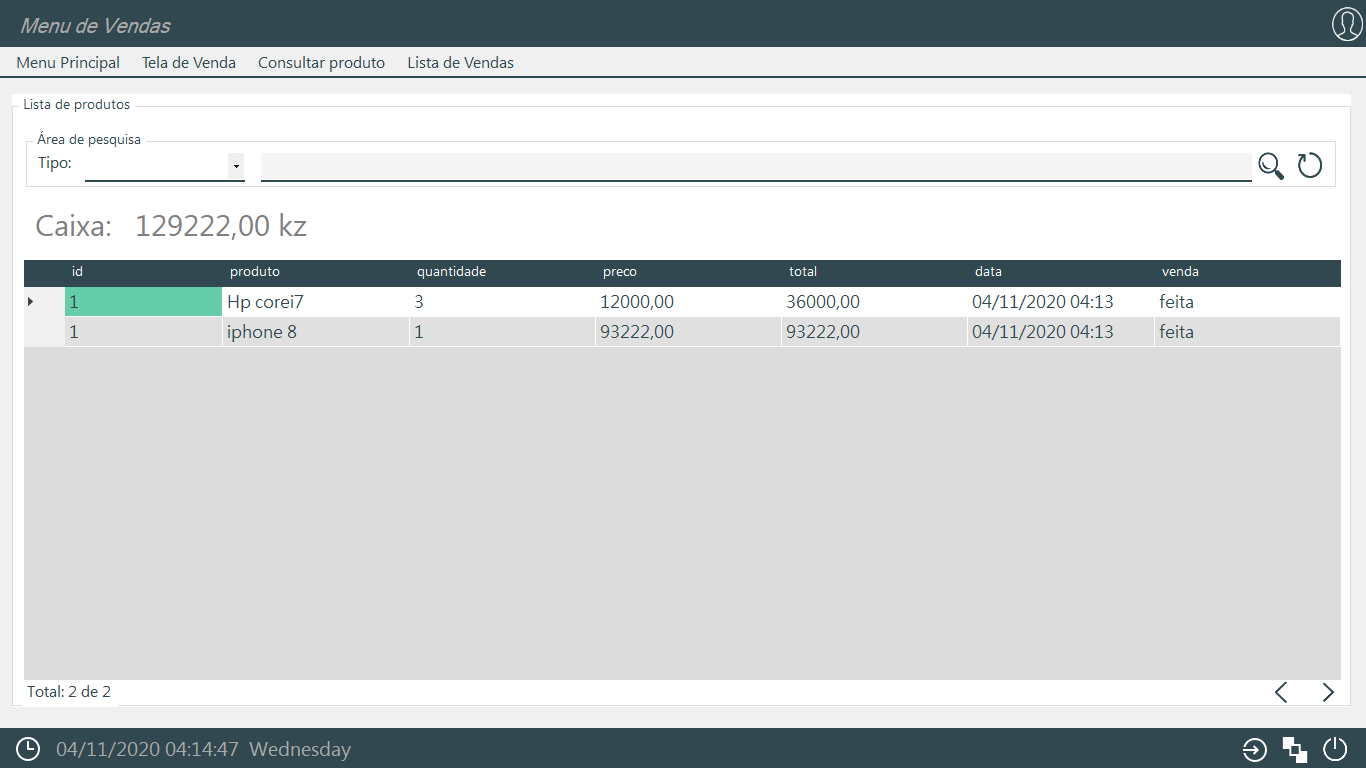 Menu de Vendas
Menu Principal Tela de Venda Consultar produto Lista de Vendas
Lista de produtos
Área de pesquisa
Tipo:
Caixa: 129222,00 kz
id produto quantidade preco total data venda
1 Hp corei7 3 12000,00 36000,00 04/11/2020 04:13 feita
1 iphone 8 1 93222,00 93222,00 04/11/2020 04:13 feita
Total: 2 de 2
04/11/2020 04:14:47 Wednesday